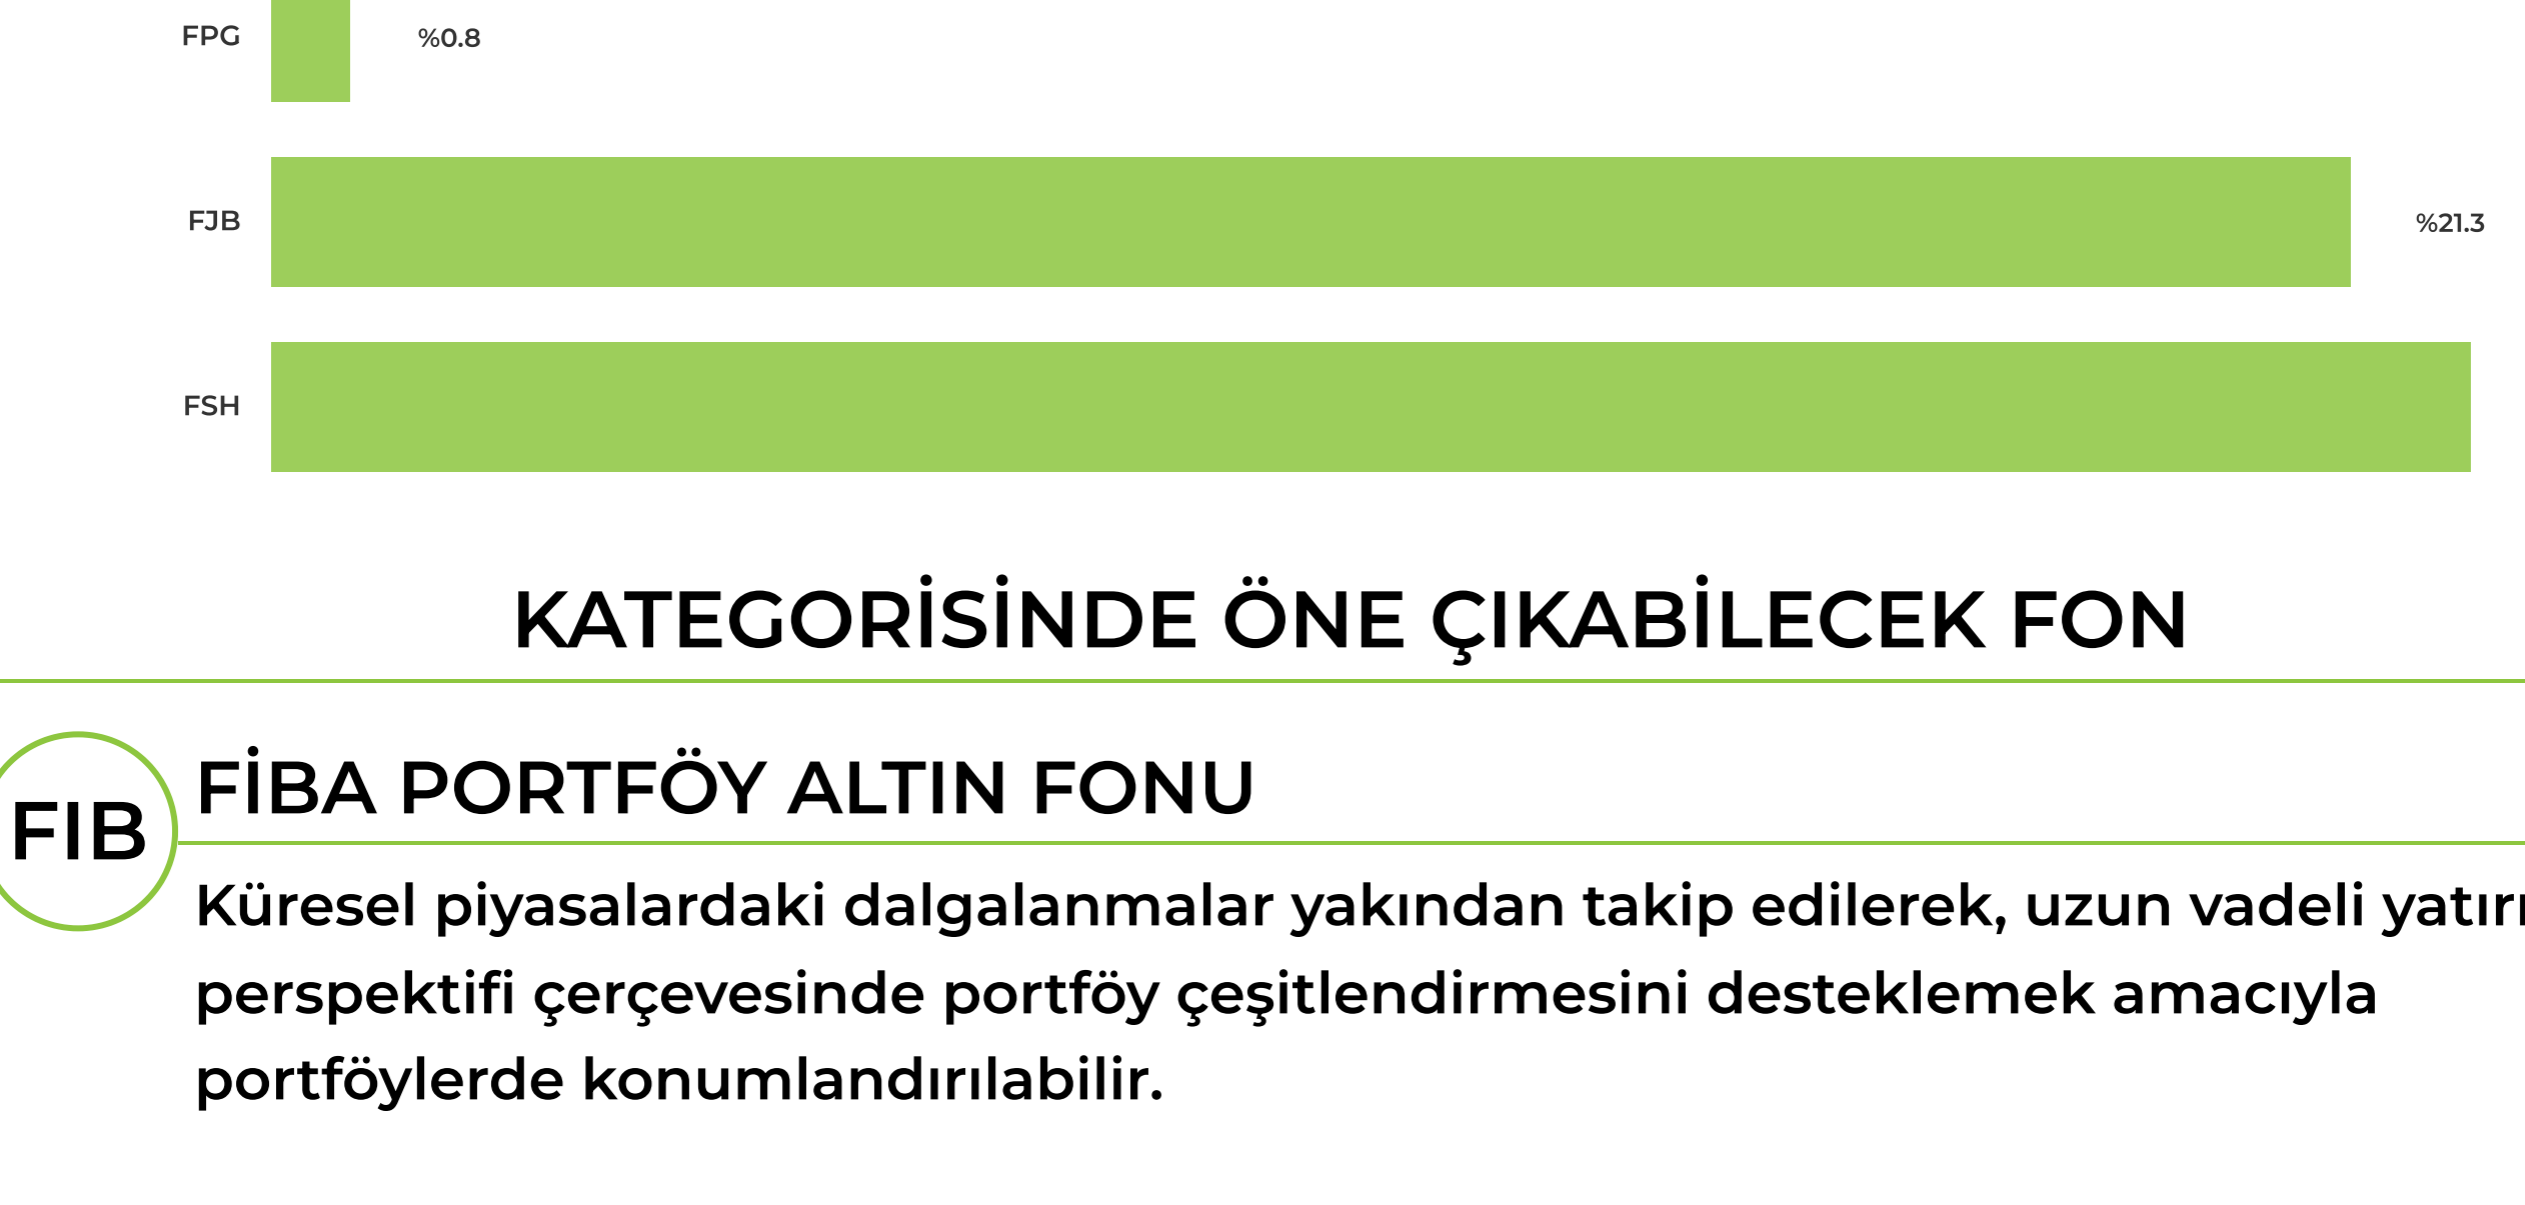 FPG %0.8
FJB %21.3
FSH
KATEGORİSİNDE ÖNE ÇIKABİLECEK FON
FIB
FİBA PORTFÖY ALTIN FONU
Küresel piyasalardaki dalgalanmalar yakından takip edilerek, uzun vadeli
perspektifi çerçevesinde portföy çeşitlendirmesini desteklemek amacıyla
portföylerde konumlandırılabilir.